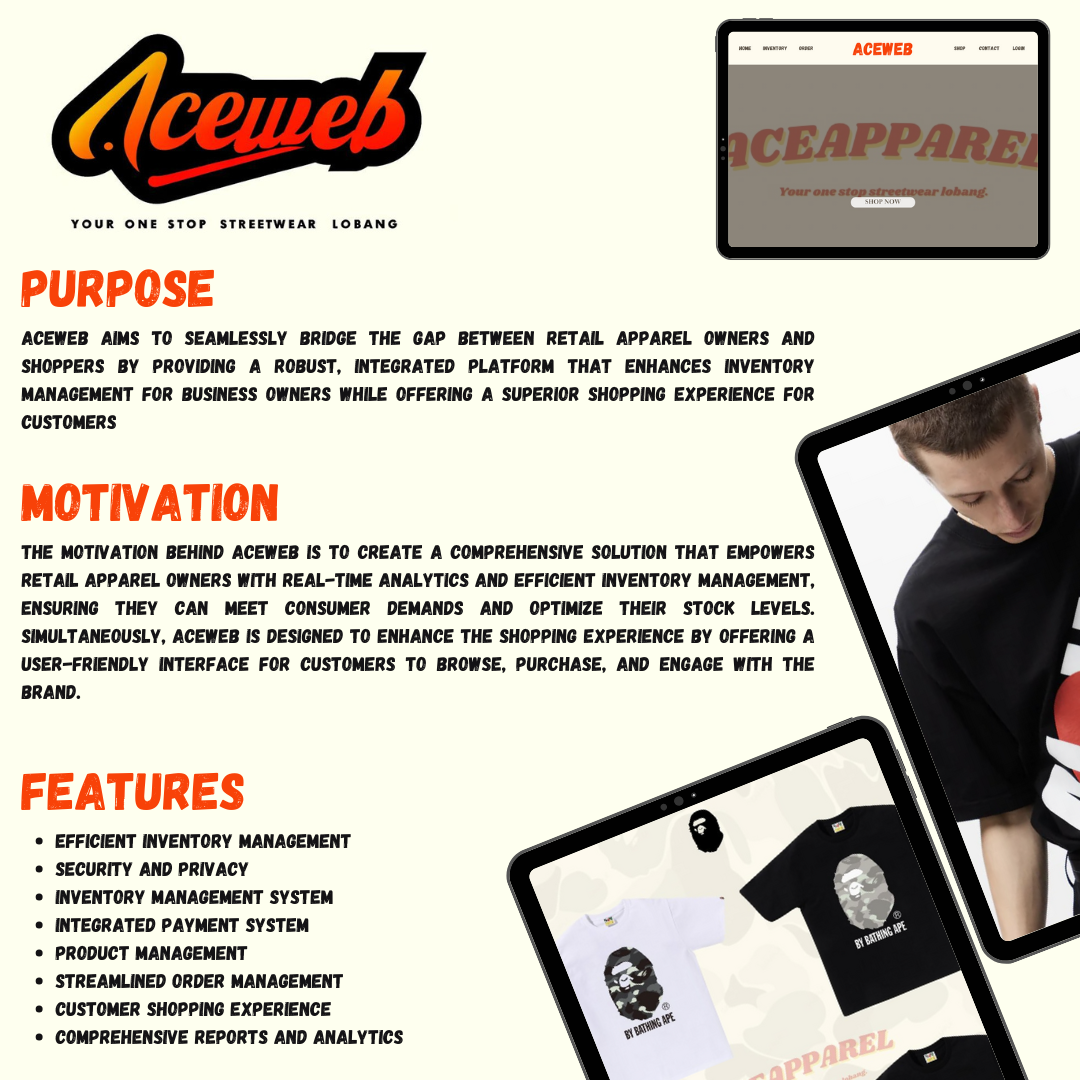 Aceweb
YOUR ONE STOP STREETWEAR LOBANG
HOME INVENTORY ORDER ACEWEB SHOP CONTACT LOGIN
ACEAPPAREL
Your one stop streetwear lobang.
SHOP NOW
PURPOSE
ACEWEB AIMS TO SEAMLESSLY BRIDGE THE GAP BETWEEN RETAIL APPAREL OWNERS AND
SHOPPERS BY PROVIDING A ROBUST, INTEGRATED PLATFORM THAT ENHANCES INVENTORY
MANAGEMENT FOR BUSINESS OWNERS WHILE OFFERING A SUPERIOR SHOPPING EXPERIENCE FOR
CUSTOMERS
MOTIVATION
THE MOTIVATION BEHIND ACEWEB IS TO CREATE A COMPREHENSIVE SOLUTION THAT EMPOWERS
RETAIL APPAREL OWNERS WITH REAL-TIME ANALYTICS AND EFFICIENT INVENTORY MANAGEMENT,
ENSURING THEY CAN MEET CONSUMER DEMANDS AND OPTIMIZE THEIR STOCK LEVELS.
SIMULTANEOUSLY, ACEWEB IS DESIGNED TO ENHANCE THE SHOPPING EXPERIENCE BY OFFERING A
USER-FRIENDLY INTERFACE FOR CUSTOMERS TO BROWSE, PURCHASE, AND ENGAGE WITH THE
BRAND.
FEATURES
• EFFICIENT INVENTORY MANAGEMENT
• SECURITY AND PRIVACY
• INVENTORY MANAGEMENT SYSTEM
• INTEGRATED PAYMENT SYSTEM
• PRODUCT MANAGEMENT
• STREAMLINED ORDER MANAGEMENT
• CUSTOMER SHOPPING EXPERIENCE
• COMPREHENSIVE REPORTS AND ANALYTICS
®
BY BATHING APE
®
BY BATHING APE
APPAREL
lobang.